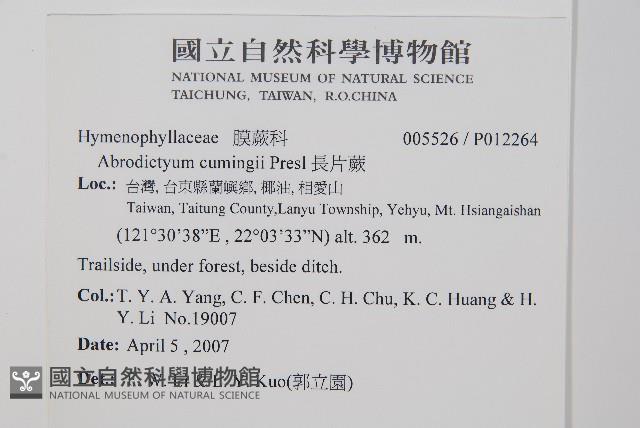 國立自然科學博物館
NATIONAL MUSEUM OF NATURAL SCIENCE
TAICHUNG, TAIWAN, R.O.CHINA
Hymenophyllaceae 膜蕨科 005526 / P012264
Abrodictyum cumingii Presl 長片蕨
Loc.: 台灣, 台東縣蘭嶼鄉, 椰油, 相愛山
Taiwan, Taitung County,Lanyu Township, Yehyu, Mt. Hsiangaishan
(121°30'38"E , 22°03'33"N) alt. 362 m.
Trailside, under forest, beside ditch.
Col.: T. Y. A. Yang, C. F. Chen, C. H. Chu, K. C. Huang & H.
Y. Li No.19007
Date: April 5 , 2007
Det.: Kuo(郭立園)
國立自然科學博物館
NATIONAL MUSEUM OF NATURAL SCIENCE